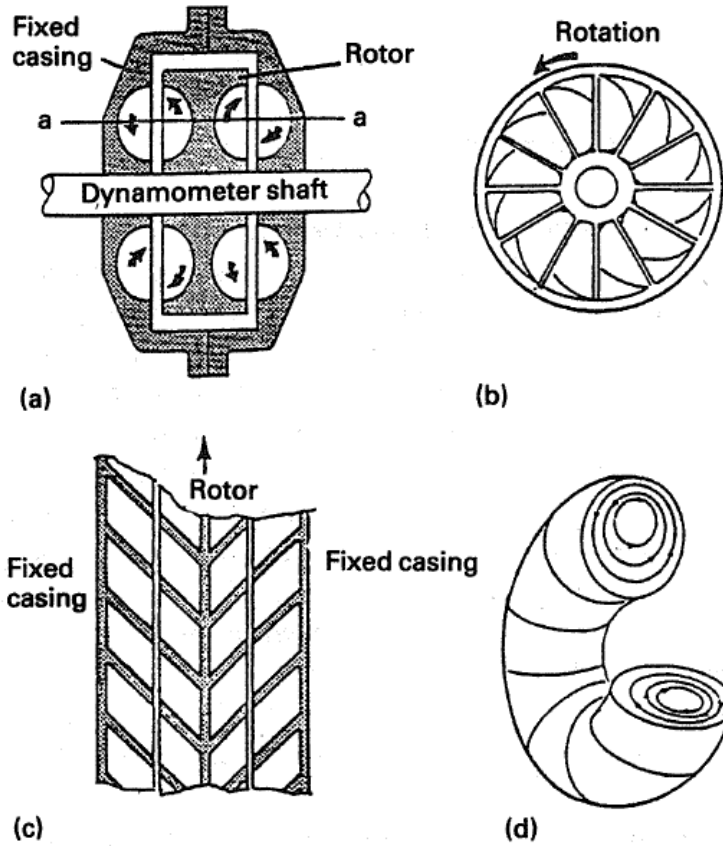 Fixed
casing
Rotor
a
a
Dynamometer shaft
(a)
Rotation
(b)
Rotor
Fixed
casing
Fixed casing
(c)
(d)